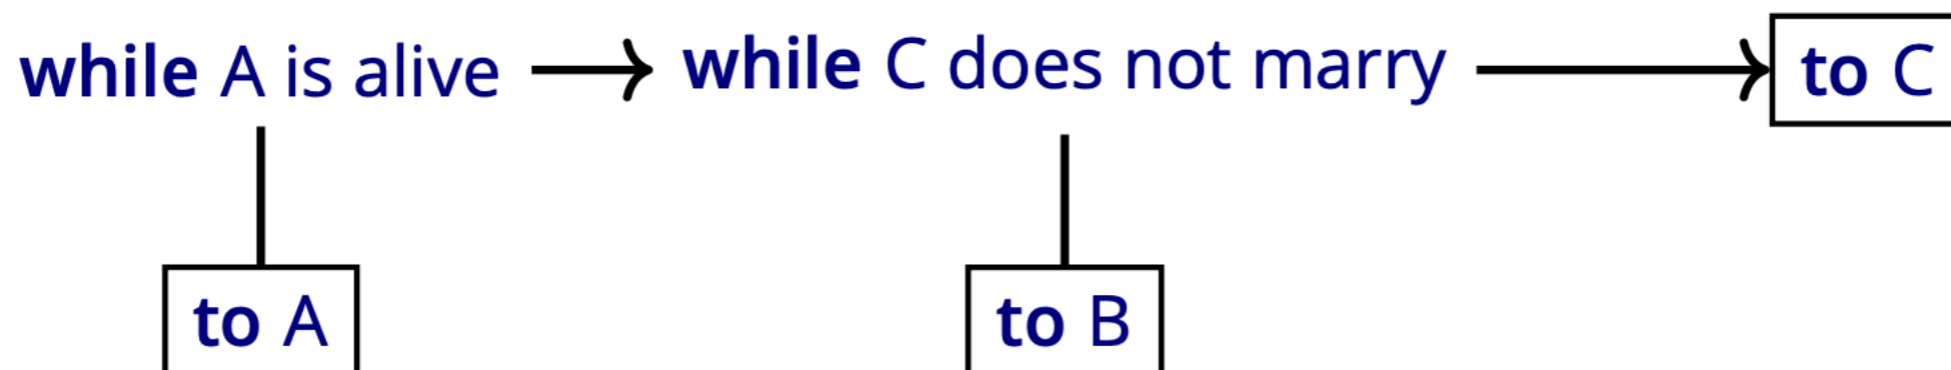 while A is alive
while C does not marry
to C
to A
to B